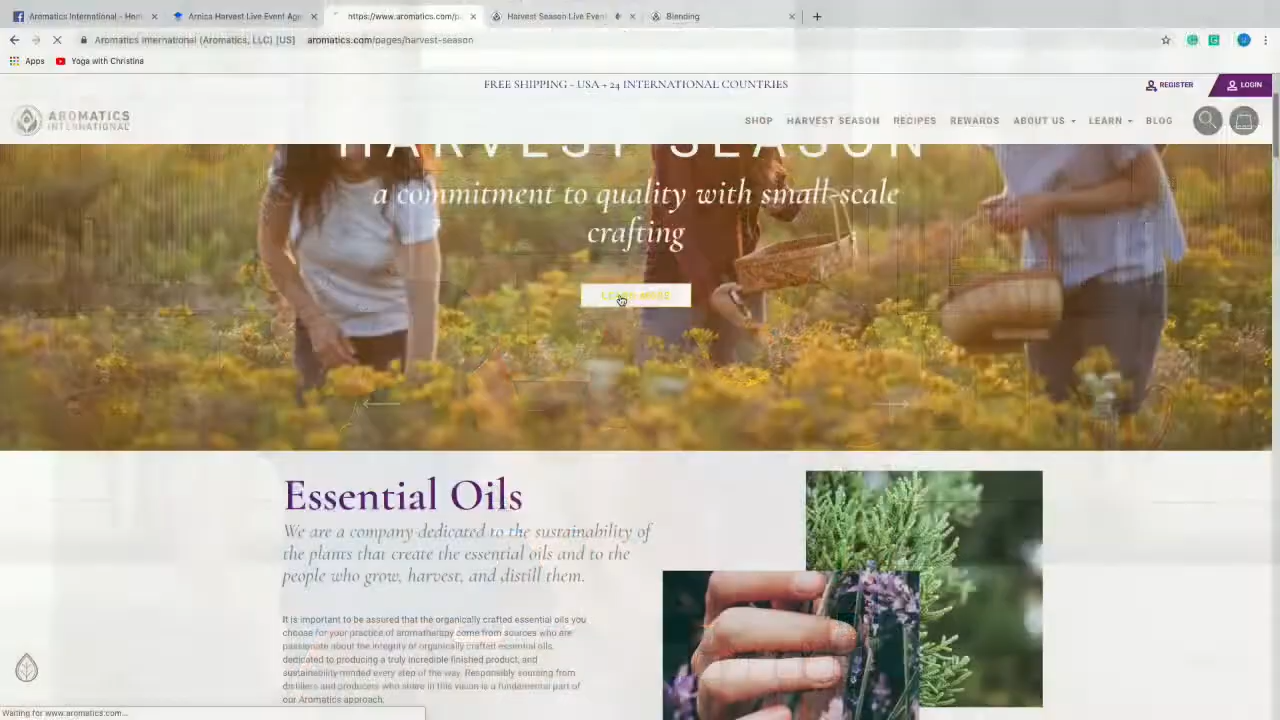 Aromatics International - Hom
Arnica Harvest Live Event Age
https://www.aromatics.com/p
Harvest Season Live Event
Blending
Aromatics International (Aromatics, LLC) [US]
aromatics.com/pages/harvest-season
Apps
Yoga with Christina
FREE SHIPPING - USA + 24 INTERNATIONAL COUNTRIES
REGISTER
LOGIN
AROMATICS
INTERNATIONAL
SHOP
HARVEST SEASON
RECIPES
REWARDS
ABOUT US
LEARN
BLOG
HARVEST SEASON
a commitment to quality with small-scale
crafting
LEARN MORE
Essential Oils
We are a company dedicated to the sustainability of
the plants that create the essential oils and to the
people who grow, harvest, and distill them.
It is important to be assured that the organically crafted essential oils you
choose for your practice of aromatherapy come from sources who are
passionate about the integrity of organically crafted essential oils,
dedicated to producing a truly incredible finished product, and
sustainability minded every step of the way. Responsibly sourcing from
distillers and producers who share in this vision is a fundamental part of
our Aromatics approach.
Waiting for www.aromatics.com...